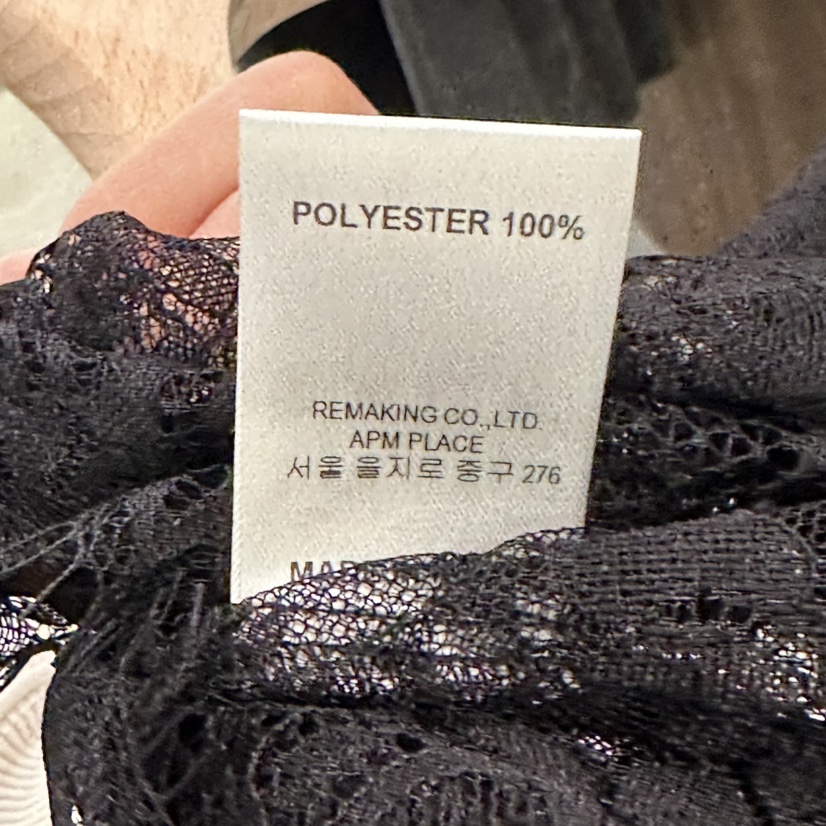 POLYESTER 100%
REMAKING CO.,LTD.
APM PLACE
서울 을지로 중구 276